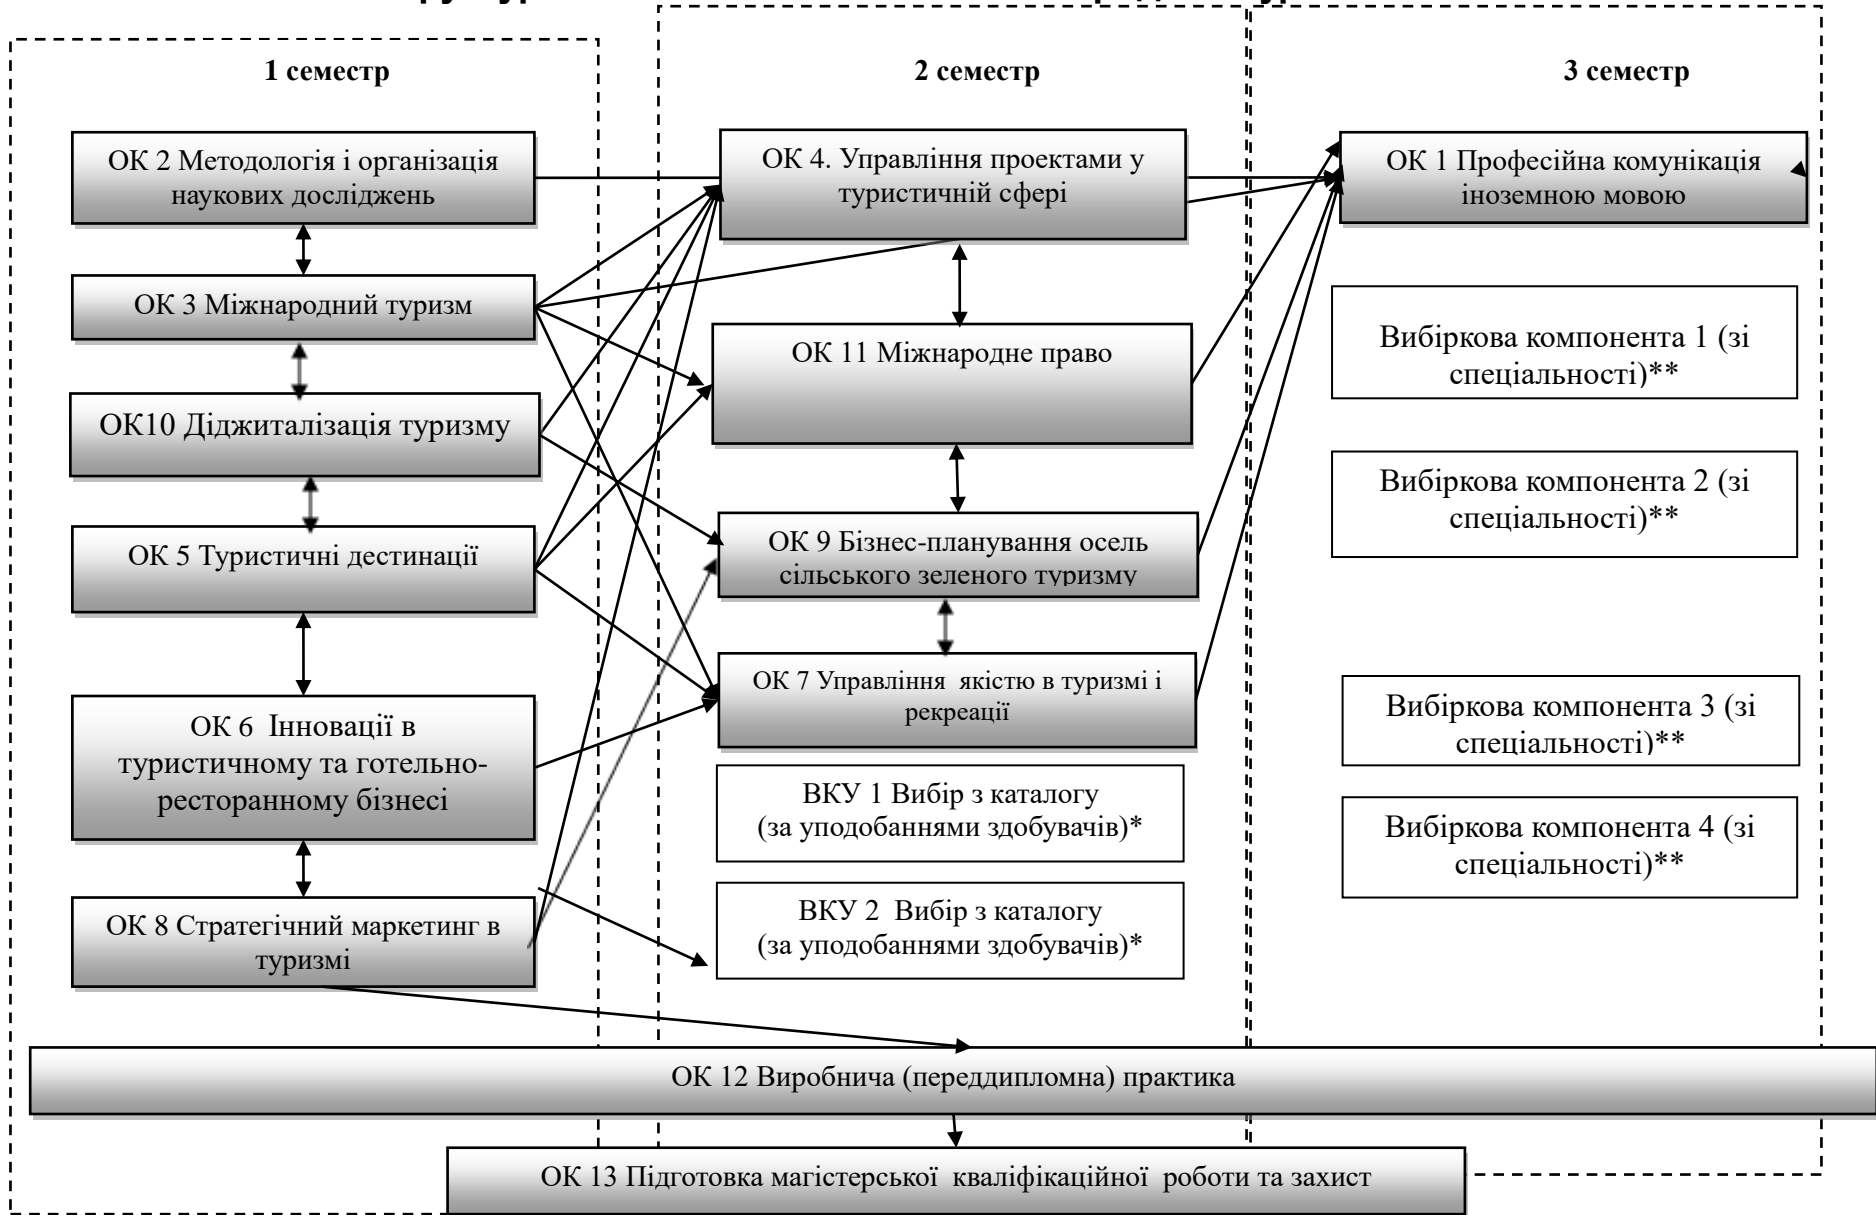 1 семестр
2 семестр
3 семестр
ОК 2 Методологія і організація
наукових досліджень
ОК 3 Міжнародний туризм
ОК10 Діджиталізація туризму
ОК 5 Туристичні дестинації
ОК 6 Інновації в
туристичному та готельно-
ресторанному бізнесі
ОК 8 Стратегічний маркетинг в
туризмі
ОК 4. Управління проектами у
туристичній сфері
ОК 11 Міжнародне право
ОК 9 Бізнес-планування осель
сільського зеленого туризму
ОК 7 Управління якістю в туризмі і
рекреації
ВКУ 1 Вибір з каталогу
(за уподобаннями здобувачів)*
ВКУ 2 Вибір з каталогу
(за уподобаннями здобувачів)*
ОК 1 Професійна комунікація
іноземною мовою
Вибіркова компонента 1 (зі
спеціальності)**
Вибіркова компонента 2 (зі
спеціальності)**
Вибіркова компонента 3 (зі
спеціальності)**
Вибіркова компонента 4 (зі
спеціальності)**
ОК 12 Виробнича (переддипломна) практика
ОК 13 Підготовка магістерської кваліфікаційної роботи та захист